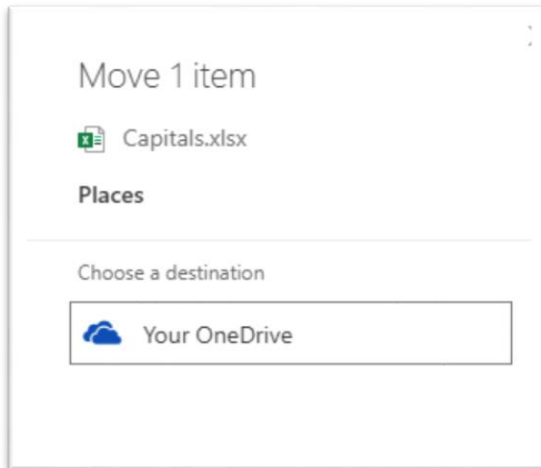 Move 1 item
Capitals.xlsx
Places
Choose a destination
Your OneDrive